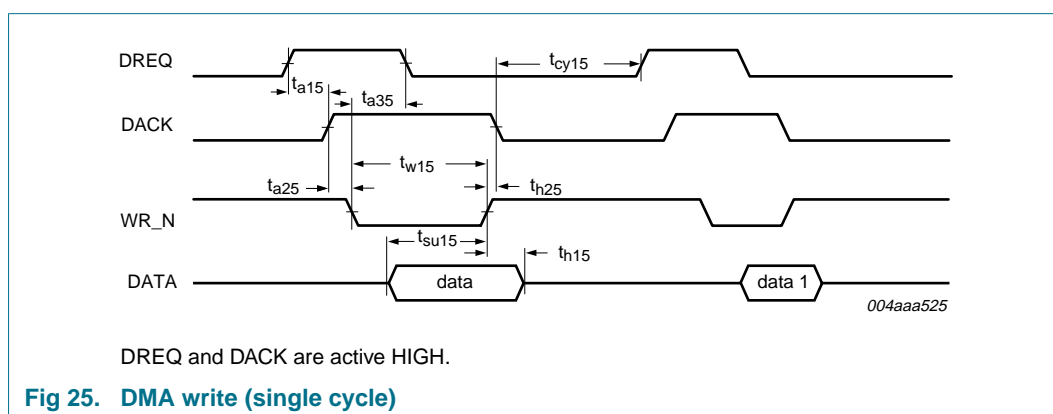 DREQ
t_cy15
t_a15
t_a35
DACK
t_w15
t_a25
t_h25
WR_N
t_su15
t_h15
DATA
data
data 1
004aaa525
DREQ and DACK are active HIGH.
Fig 25. DMA write (single cycle)